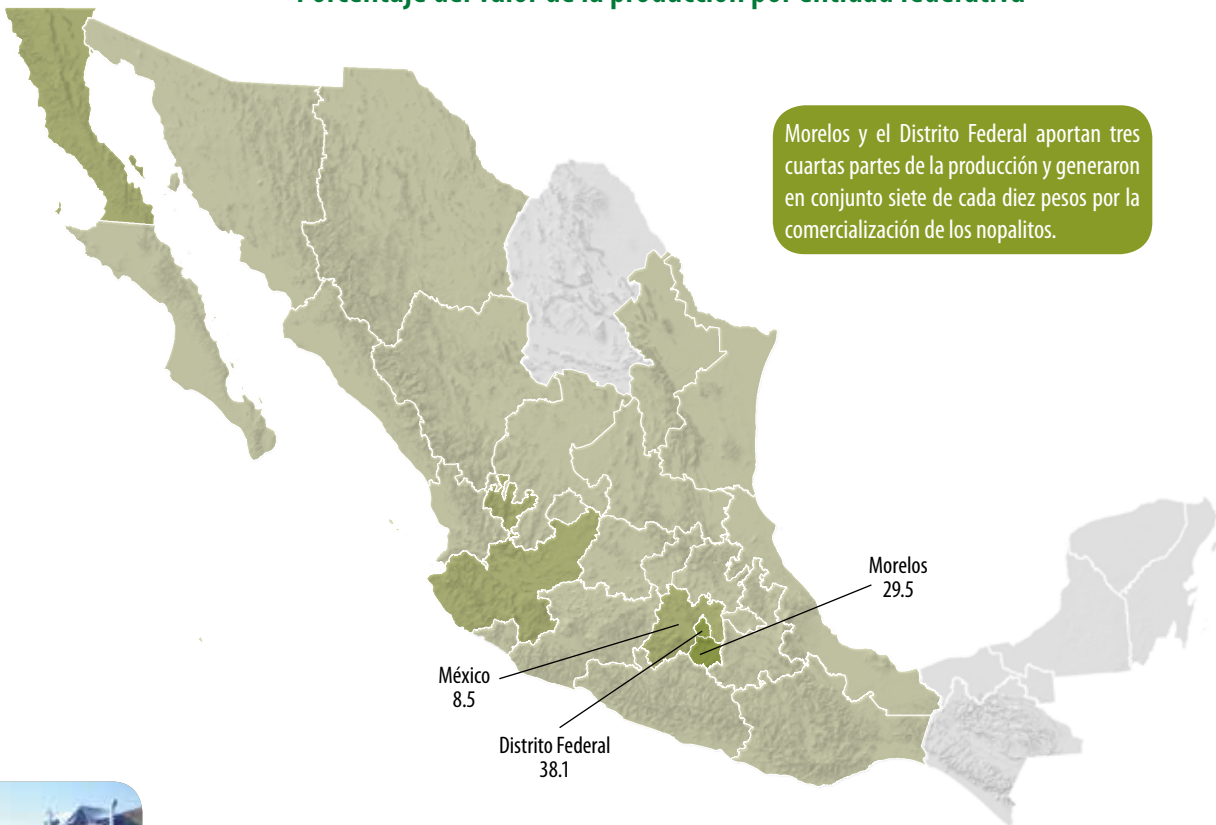 Porcentaje del valor de la producción por entidad federativa
Morelos y el Distrito Federal aportan tres
cuartas partes de la producción y generaron
en conjunto siete de cada diez pesos por la
comercialización de los nopalitos.
Morelos
29.5
México
8.5
Distrito Federal
38.1